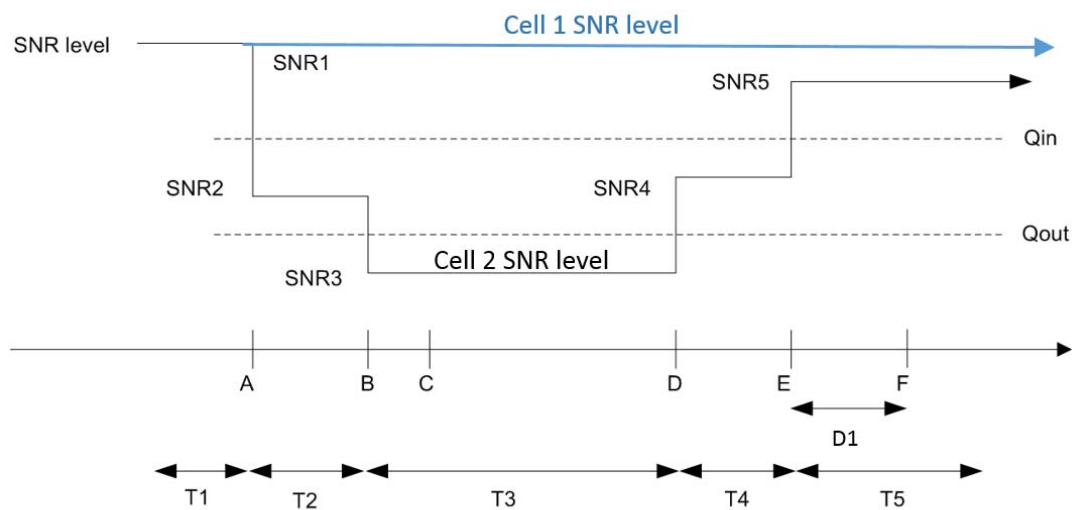 Cell 1 SNR level
SNR level
SNR1
SNR5
Qin
SNR2
SNR4
Qout
Cell 2 SNR level
SNR3
A B C D E F
D1
T1 T2 T3 T4 T5